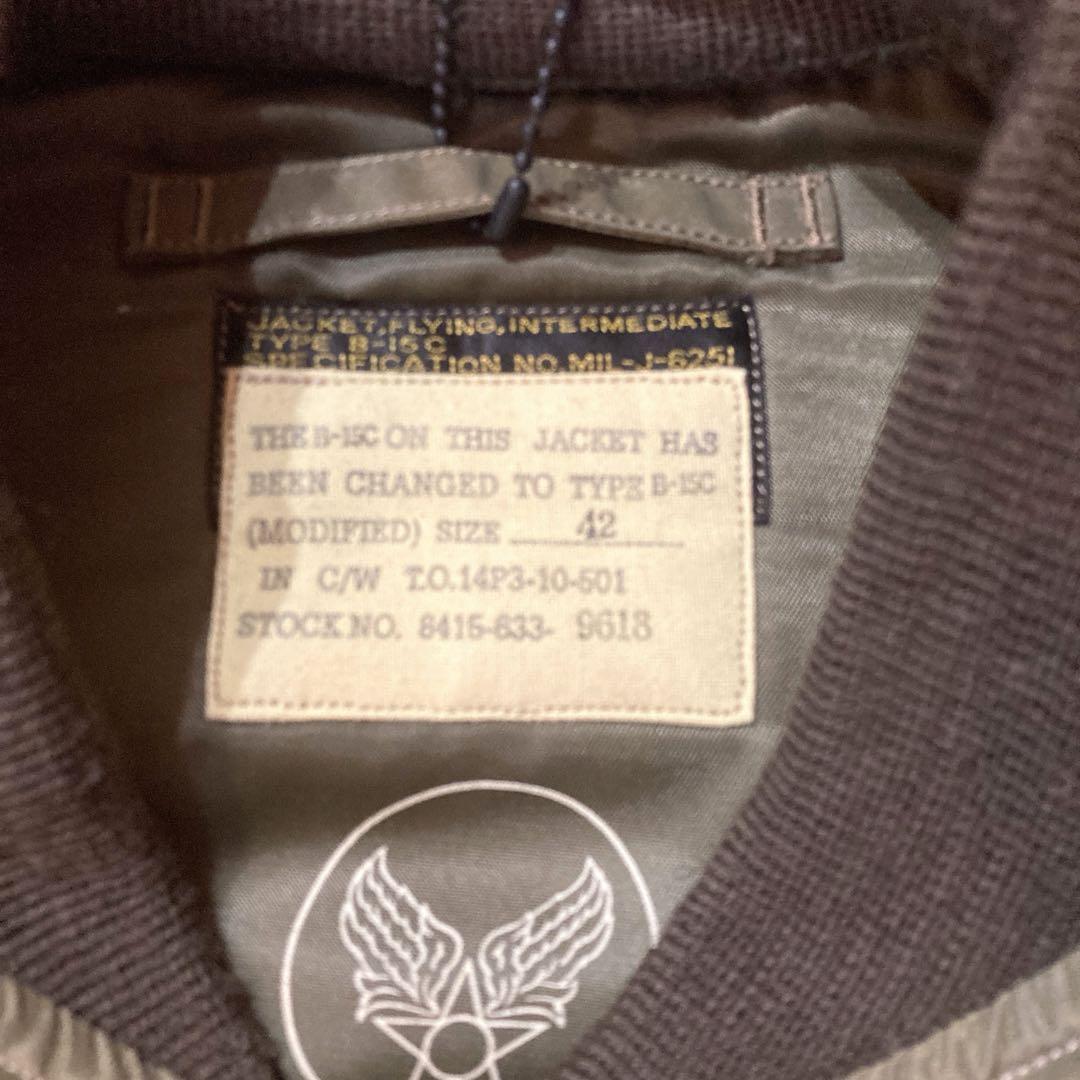 JACKET, FLYING, INTERMEDIATE
TYPE B-15C
SPECIFICATION NO. MIL-J-6251
THE B-15C ON THIS JACKET HAS
BEEN CHANGED TO TYPE B-15C
(MODIFIED) SIZE 42
IN C/W T.O.14P3-10-501
STOCK NO. 8415-633-9618